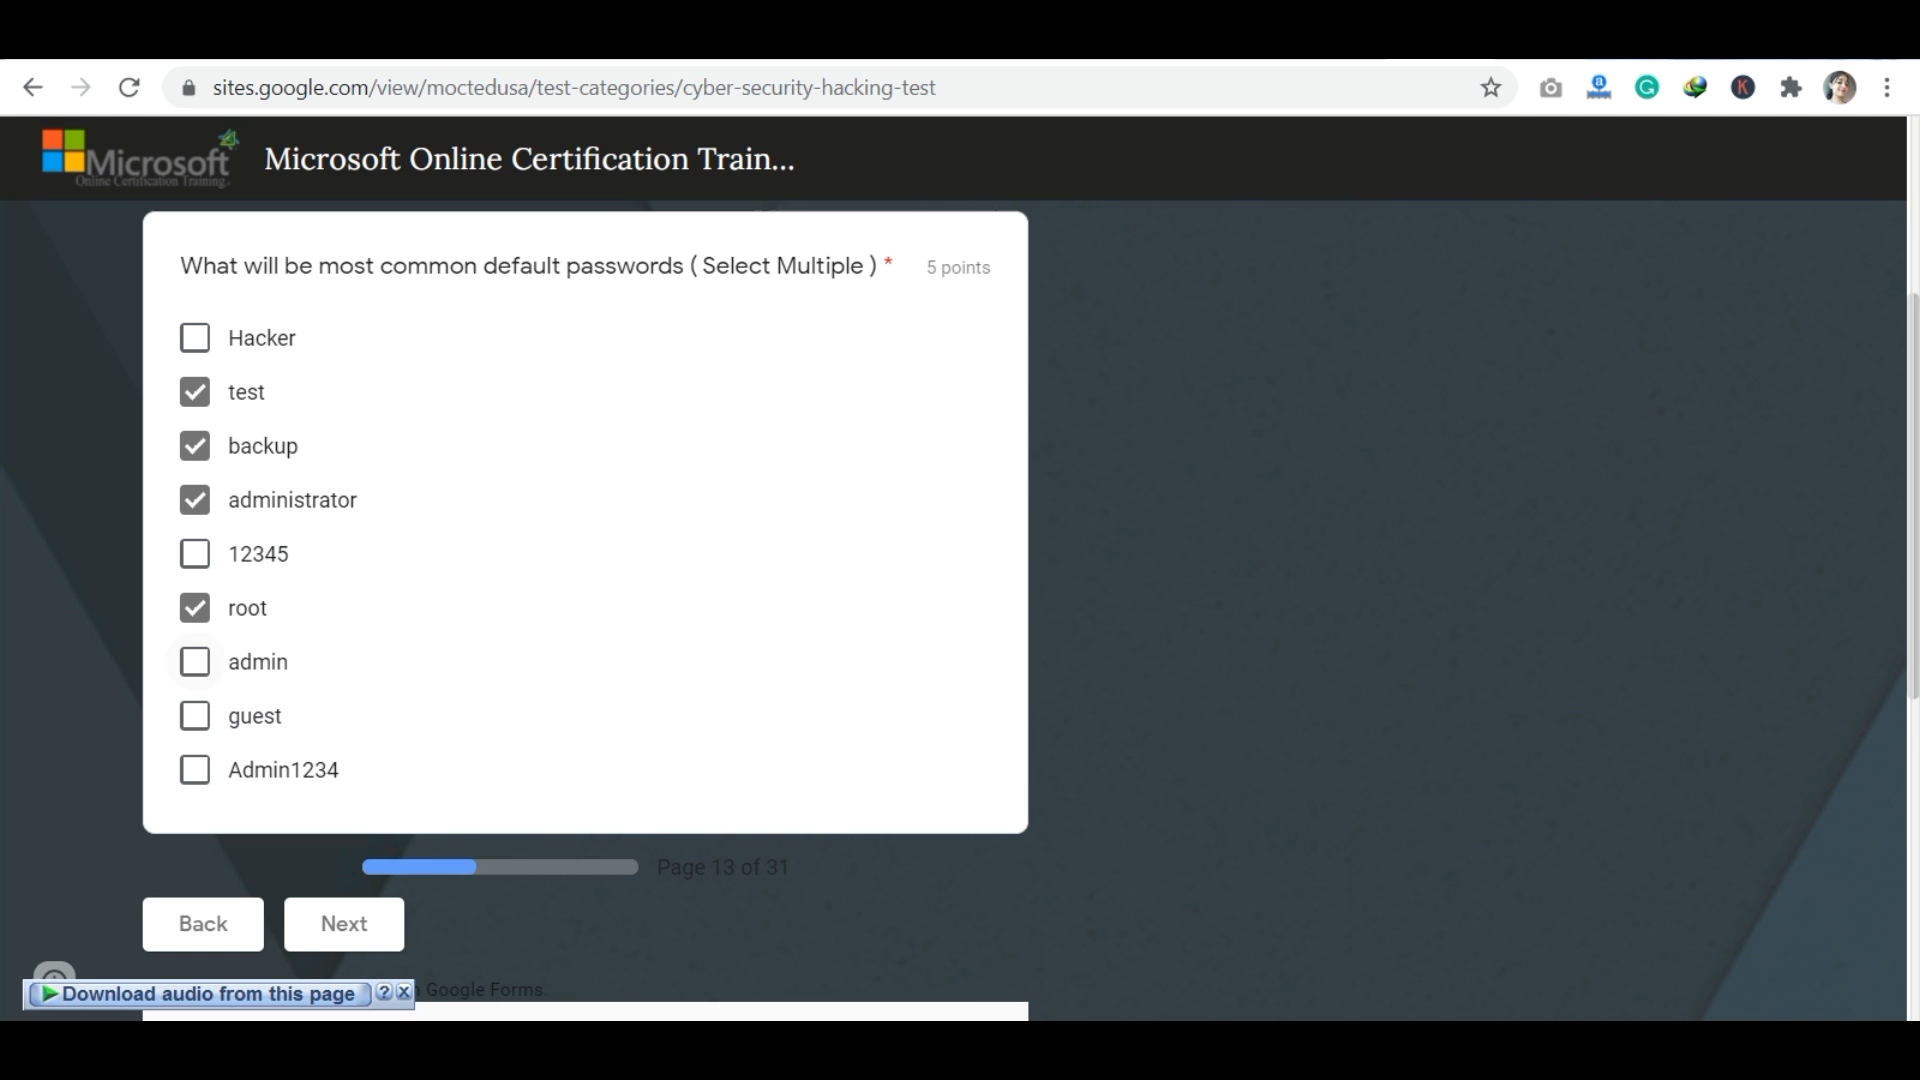 sites.google.com/view/moctedusa/test-categories/cyber-security-hacking-test
Microsoft
Online Certification Training
Microsoft Online Certification Train...
What will be most common default passwords ( Select Multiple ) *
5 points
Hacker
test
backup
administrator
12345
root
admin
guest
Admin1234
Page 13 of 31
Back
Next
Download audio from this page
Google Forms.